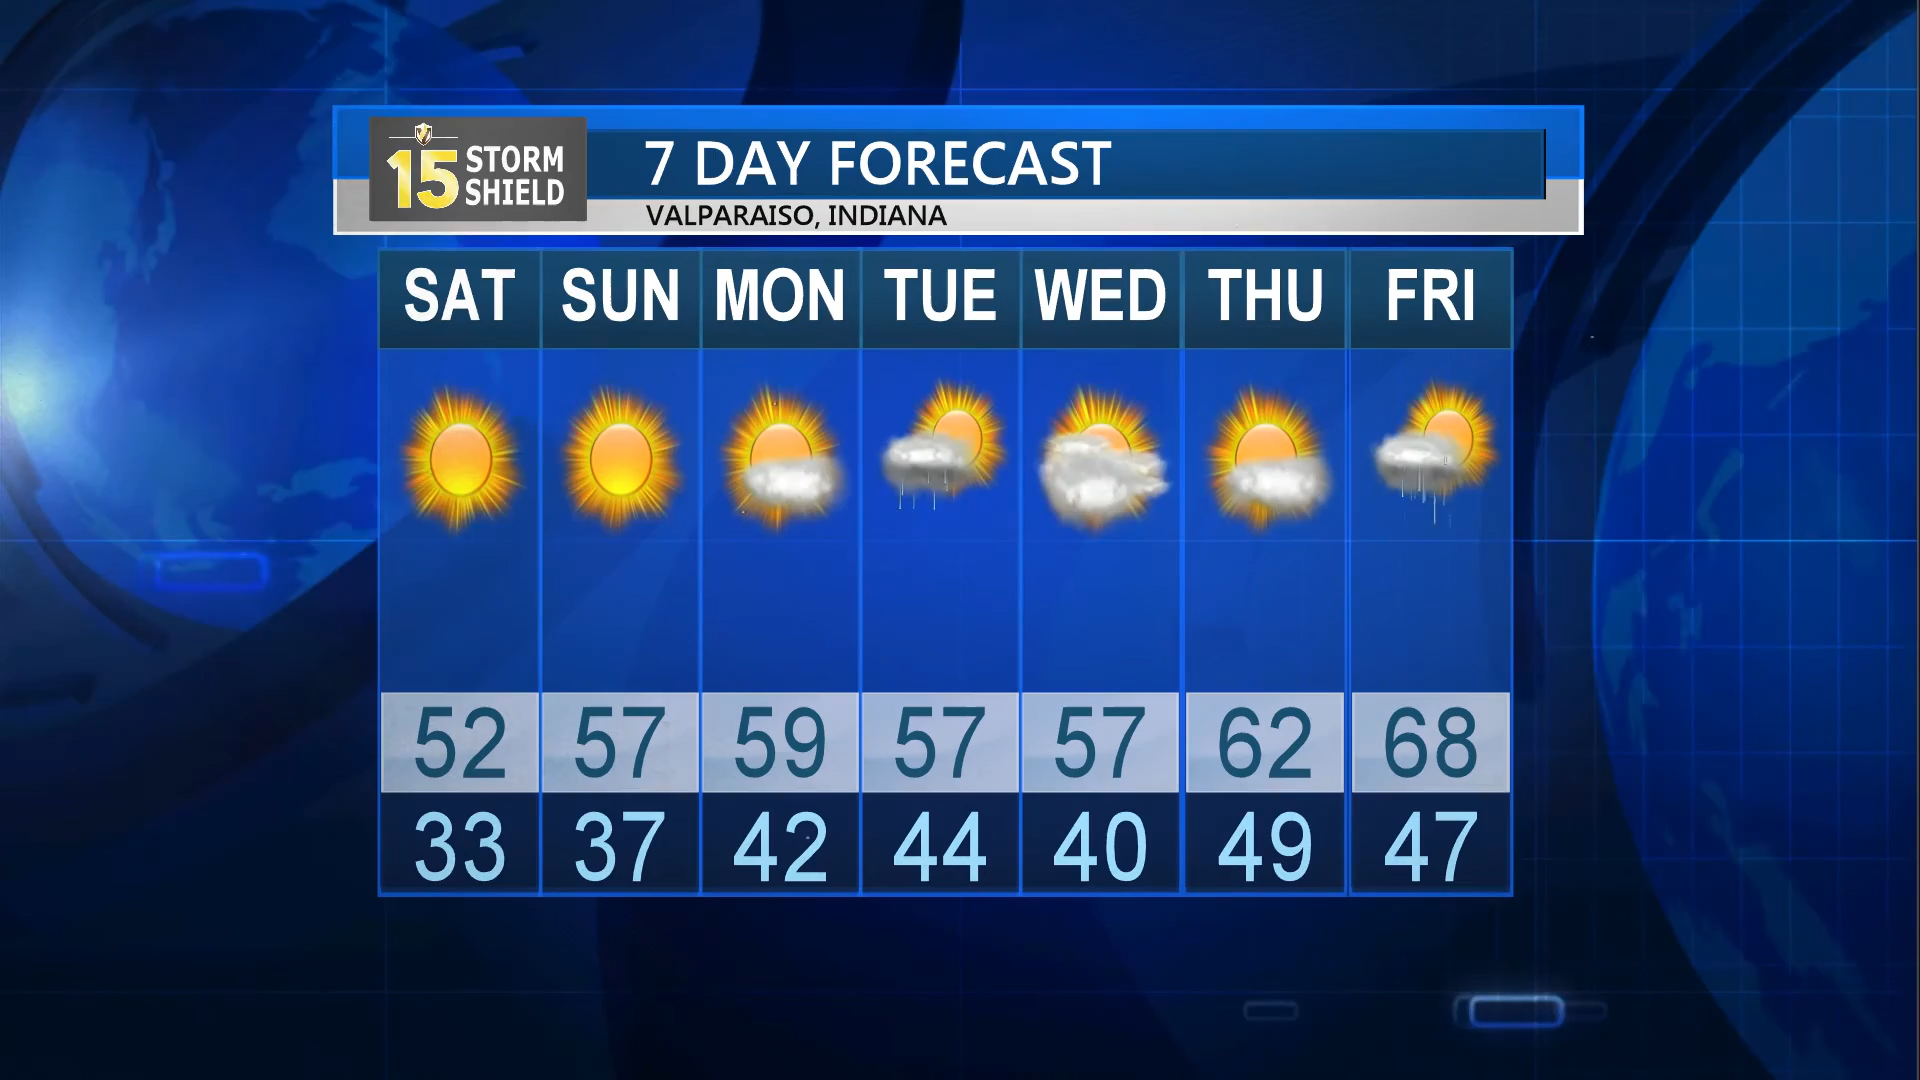 15 STORM SHIELD
7 DAY FORECAST
VALPARAISO, INDIANA
SAT SUN MON TUE WED THU FRI
52 57 59 57 57 62 68
33 37 42 44 40 49 47